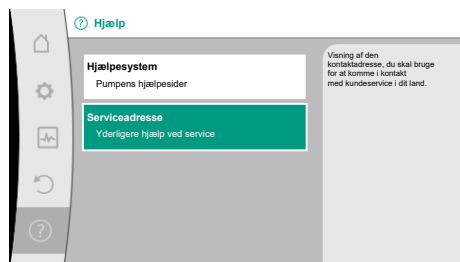 Hjælp
Hjælpesystem
Pumpens hjælpesider
Serviceadresse
Yderligere hjælp ved service
Visning af den
kontaktadresse, du skal bruge
for at komme i kontakt
med kundeservice i dit land.